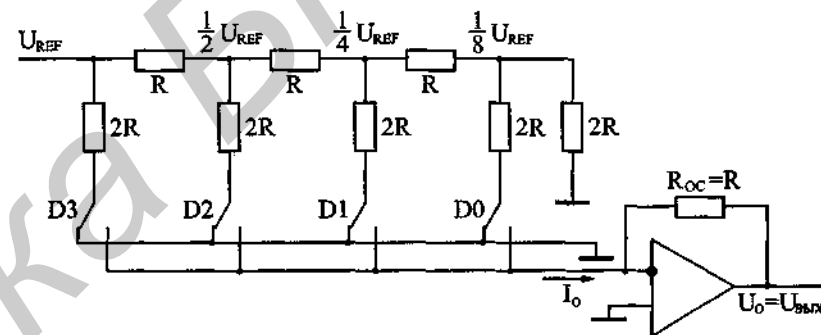 U_REF
1/2 U_REF
1/4 U_REF
1/8 U_REF
R
R
R
2R
2R
2R
2R
2R
D3
D2
D1
D0
R_OC=R
I_O
U_O=U_ВЫХ
ка Б